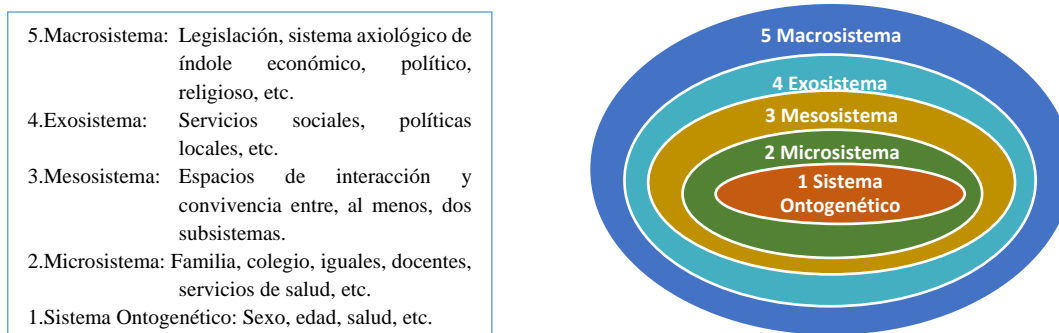 5.Macrosistema: Legislación, sistema axiológico de
índole económico, político,
religioso, etc.
4.Exosistema: Servicios sociales, políticas
locales, etc.
3.Mesosistema: Espacios de interacción y
convivencia entre, al menos, dos
subsistemas.
2.Microsistema: Familia, colegio, iguales, docentes,
servicios de salud, etc.
1.Sistema Ontogenético: Sexo, edad, salud, etc.
5 Macrosistema
4 Exosistema
3 Mesosistema
2 Microsistema
1 Sistema
Ontogenético